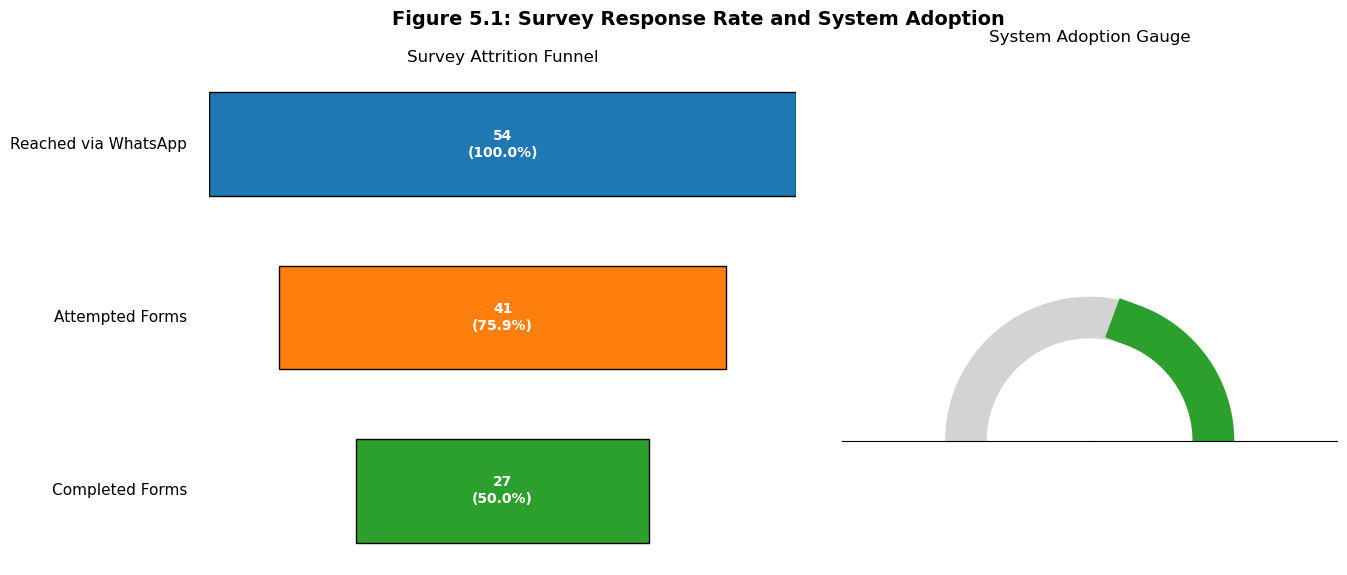 Figure 5.1: Survey Response Rate and System Adoption
Survey Attrition Funnel
Reached via WhatsApp
54
(100.0%)
Attempted Forms
41
(75.9%)
Completed Forms
27
(50.0%)
System Adoption Gauge